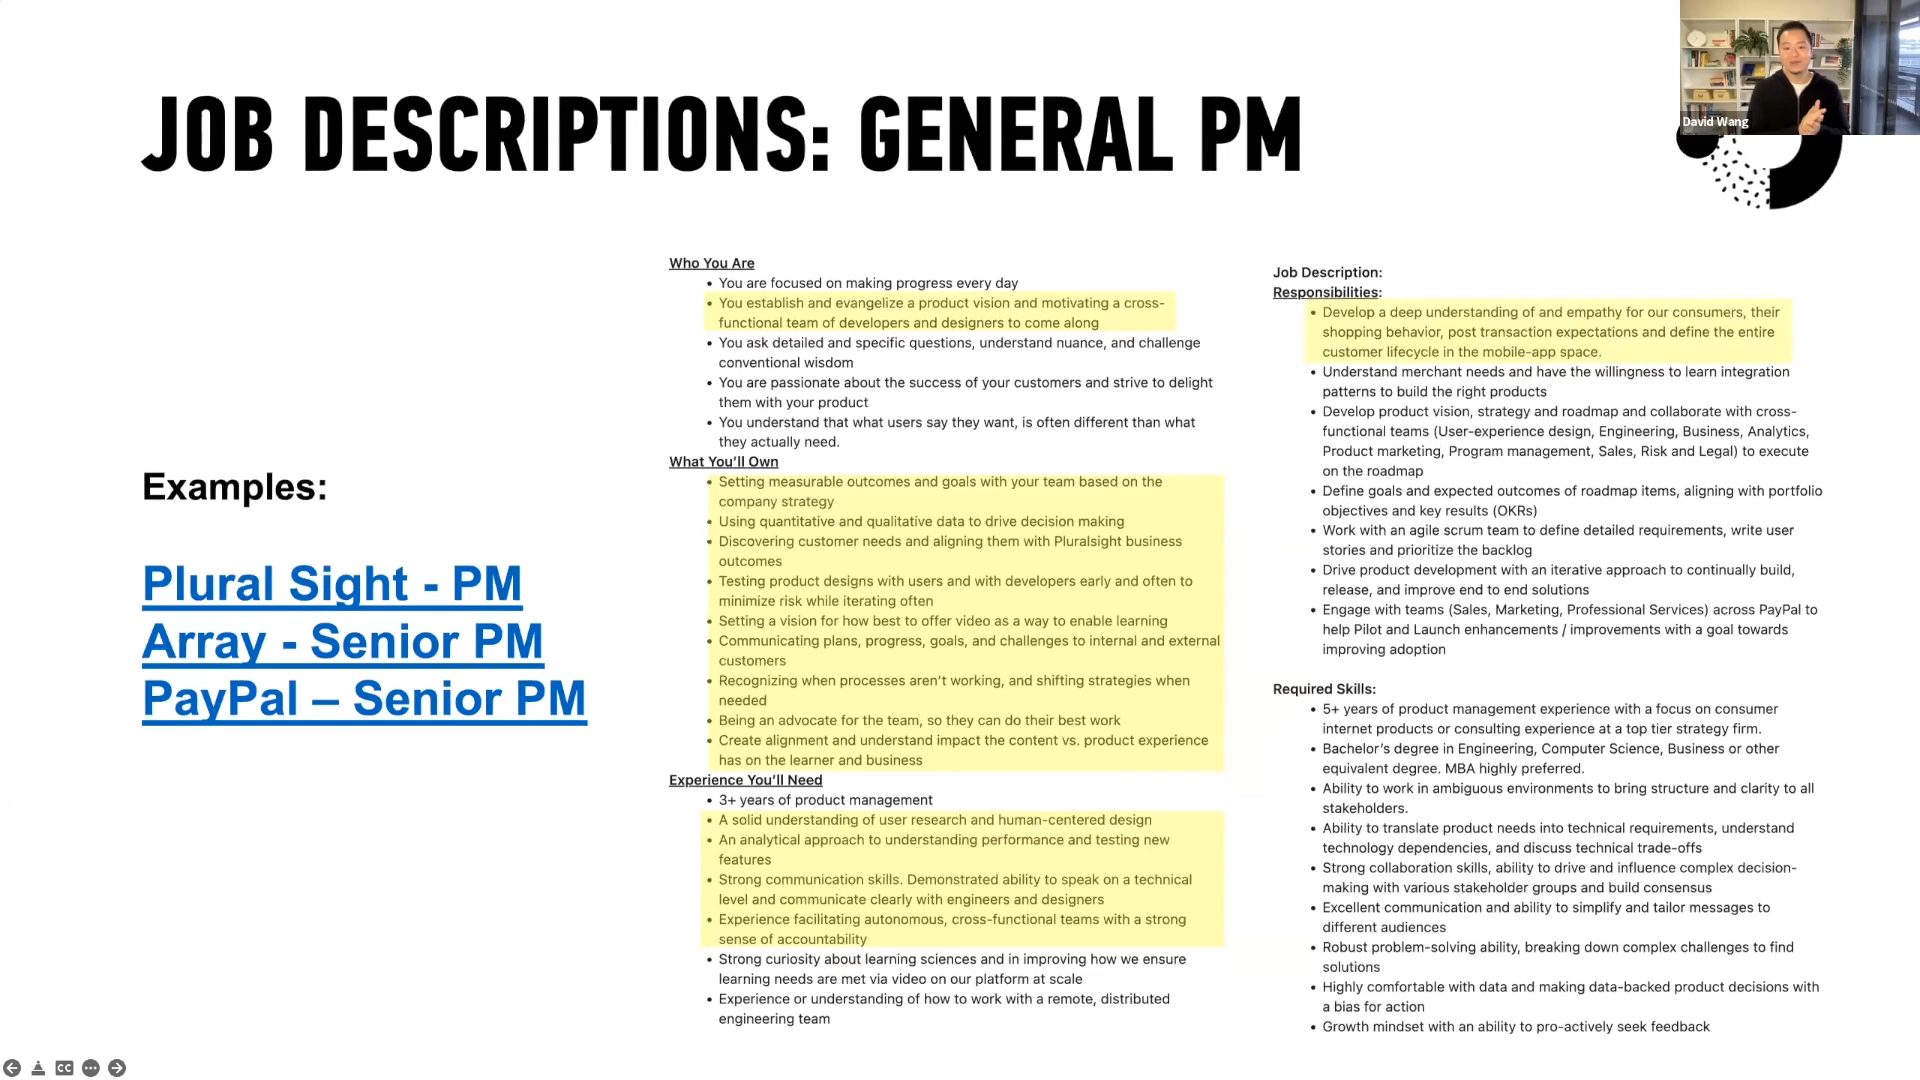 JOB DESCRIPTIONS: GENERAL PM
David Wang
Examples:
Plural Sight - PM
Array - Senior PM
PayPal – Senior PM
Who You Are
• You are focused on making progress every day
• You establish and evangelize a product vision and motivating a cross-
functional team of developers and designers to come along
• You ask detailed and specific questions, understand nuance, and challenge
conventional wisdom
• You are passionate about the success of your customers and strive to delight
them with your product
• You understand that what users say they want, is often different than what
they actually need.
What You'll Own
• Setting measurable outcomes and goals with your team based on the
company strategy
• Using quantitative and qualitative data to drive decision making
• Discovering customer needs and aligning them with Pluralsight business
outcomes
• Testing product designs with users and with developers early and often to
minimize risk while iterating often
• Setting a vision for how best to offer video as a way to enable learning
• Communicating plans, progress, goals, and challenges to internal and external
customers
• Recognizing when processes aren't working, and shifting strategies when
needed
• Being an advocate for the team, so they can do their best work
• Create alignment and understand impact the content vs. product experience
has on the learner and business
Experience You'll Need
• 3+ years of product management
• A solid understanding of user research and human-centered design
• An analytical approach to understanding performance and testing new
features
• Strong communication skills. Demonstrated ability to speak on a technical
level and communicate clearly with engineers and designers
• Experience facilitating autonomous, cross-functional teams with a strong
sense of accountability
• Strong curiosity about learning sciences and in improving how we ensure
learning needs are met via video on our platform at scale
• Experience or understanding of how to work with a remote, distributed
engineering team
Job Description:
Responsibilities:
• Develop a deep understanding of and empathy for our consumers, their
shopping behavior, post transaction expectations and define the entire
customer lifecycle in the mobile-app space.
• Understand merchant needs and have the willingness to learn integration
patterns to build the right products
• Develop product vision, strategy and roadmap and collaborate with cross-
functional teams (User-experience design, Engineering, Business, Analytics,
Product marketing, Program management, Sales, Risk and Legal) to execute
on the roadmap
• Define goals and expected outcomes of roadmap items, aligning with portfolio
objectives and key results (OKRs)
• Work with an agile scrum team to define detailed requirements, write user
stories and prioritize the backlog
• Drive product development with an iterative approach to continually build,
release, and improve end to end solutions
• Engage with teams (Sales, Marketing, Professional Services) across PayPal to
help Pilot and Launch enhancements / improvements with a goal towards
improving adoption
Required Skills:
• 5+ years of product management experience with a focus on consumer
internet products or consulting experience at a top tier strategy firm.
• Bachelor's degree in Engineering, Computer Science, Business or other
equivalent degree. MBA highly preferred.
• Ability to work in ambiguous environments to bring structure and clarity to all
stakeholders.
• Ability to translate product needs into technical requirements, understand
technology dependencies, and discuss technical trade-offs
• Strong collaboration skills, ability to drive and influence complex decision-
making with various stakeholder groups and build consensus
• Excellent communication and ability to simplify and tailor messages to
different audiences
• Robust problem-solving ability, breaking down complex challenges to find
solutions
• Highly comfortable with data and making data-backed product decisions with
a bias for action
• Growth mindset with an ability to pro-actively seek feedback
CC